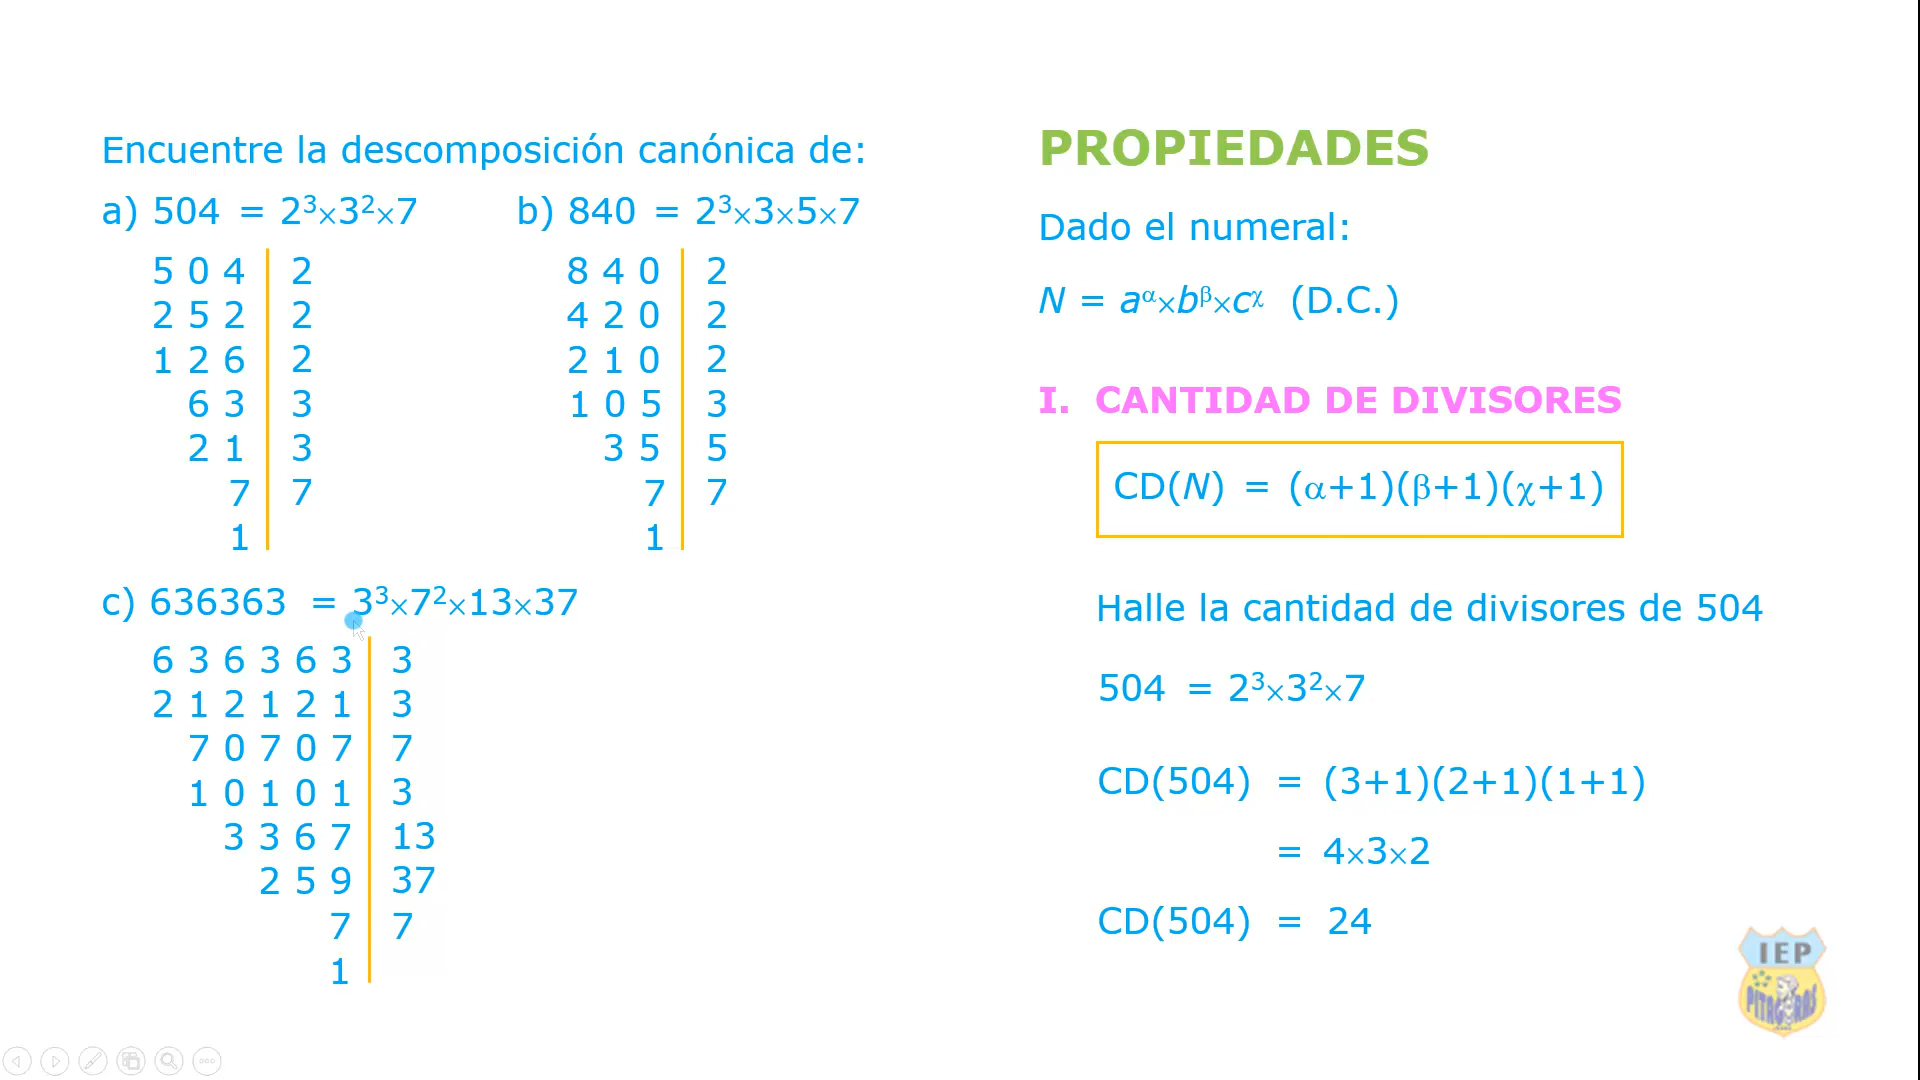 Encuentre la descomposición canónica de:
a) 504 = 2³×3²×7
5 0 4 | 2
2 5 2 | 2
1 2 6 | 2
6 3 | 3
2 1 | 3
7 | 7
1 |
b) 840 = 2³×3×5×7
8 4 0 | 2
4 2 0 | 2
2 1 0 | 2
1 0 5 | 3
3 5 | 5
7 | 7
1 |
c) 636363 = 3³×7²×13×37
6 3 6 3 6 3 | 3
2 1 2 1 2 1 | 3
7 0 7 0 7 | 7
1 0 1 0 1 | 3
3 3 6 7 | 13
2 5 9 | 37
7 | 7
1 |
PROPIEDADES
Dado el numeral:
N = a^α×b^β×c^χ (D.C.)
I. CANTIDAD DE DIVISORES
CD(N) = (α+1)(β+1)(χ+1)
Halle la cantidad de divisores de 504
504 = 2³×3²×7
CD(504) = (3+1)(2+1)(1+1)
= 4×3×2
CD(504) = 24
IEP
PITAGORAS